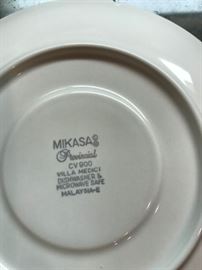 MIKASA
Provincial
CV 900
VILLA MEDICI
DISHWASHER &
MICROWAVE SAFE
MALAYSIA-E